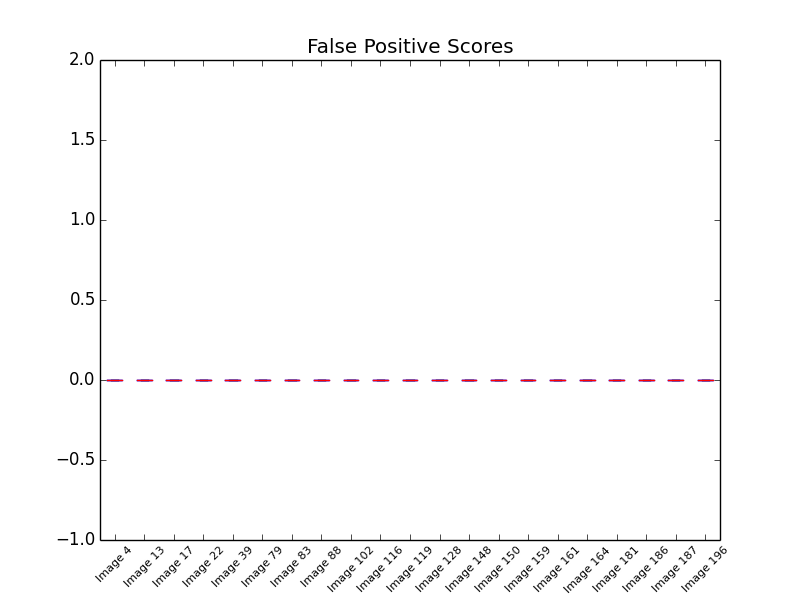 False Positive Scores
2.0
1.5
1.0
0.5
0.0
−0.5
−1.0
Image 4
Image 13
Image 17
Image 22
Image 39
Image 79
Image 83
Image 88
Image 102
Image 116
Image 119
Image 128
Image 148
Image 150
Image 159
Image 161
Image 164
Image 181
Image 186
Image 187
Image 196